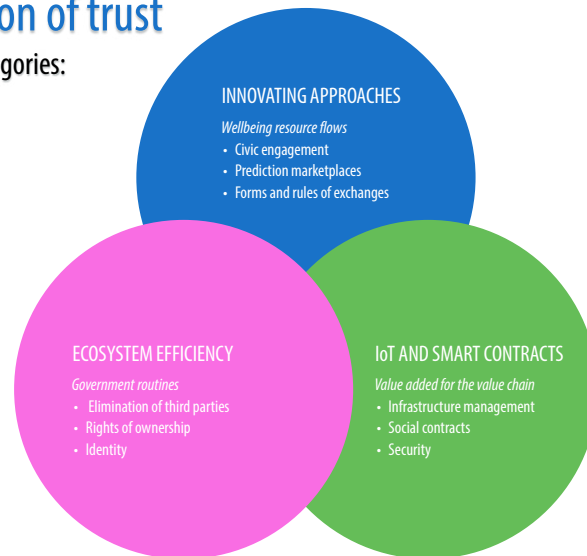 on of trust
gories:
INNOVATING APPROACHES
Wellbeing resource flows
• Civic engagement
• Prediction marketplaces
• Forms and rules of exchanges
ECOSYSTEM EFFICIENCY
Government routines
• Elimination of third parties
• Rights of ownership
• Identity
IoT AND SMART CONTRACTS
Value added for the value chain
• Infrastructure management
• Social contracts
• Security